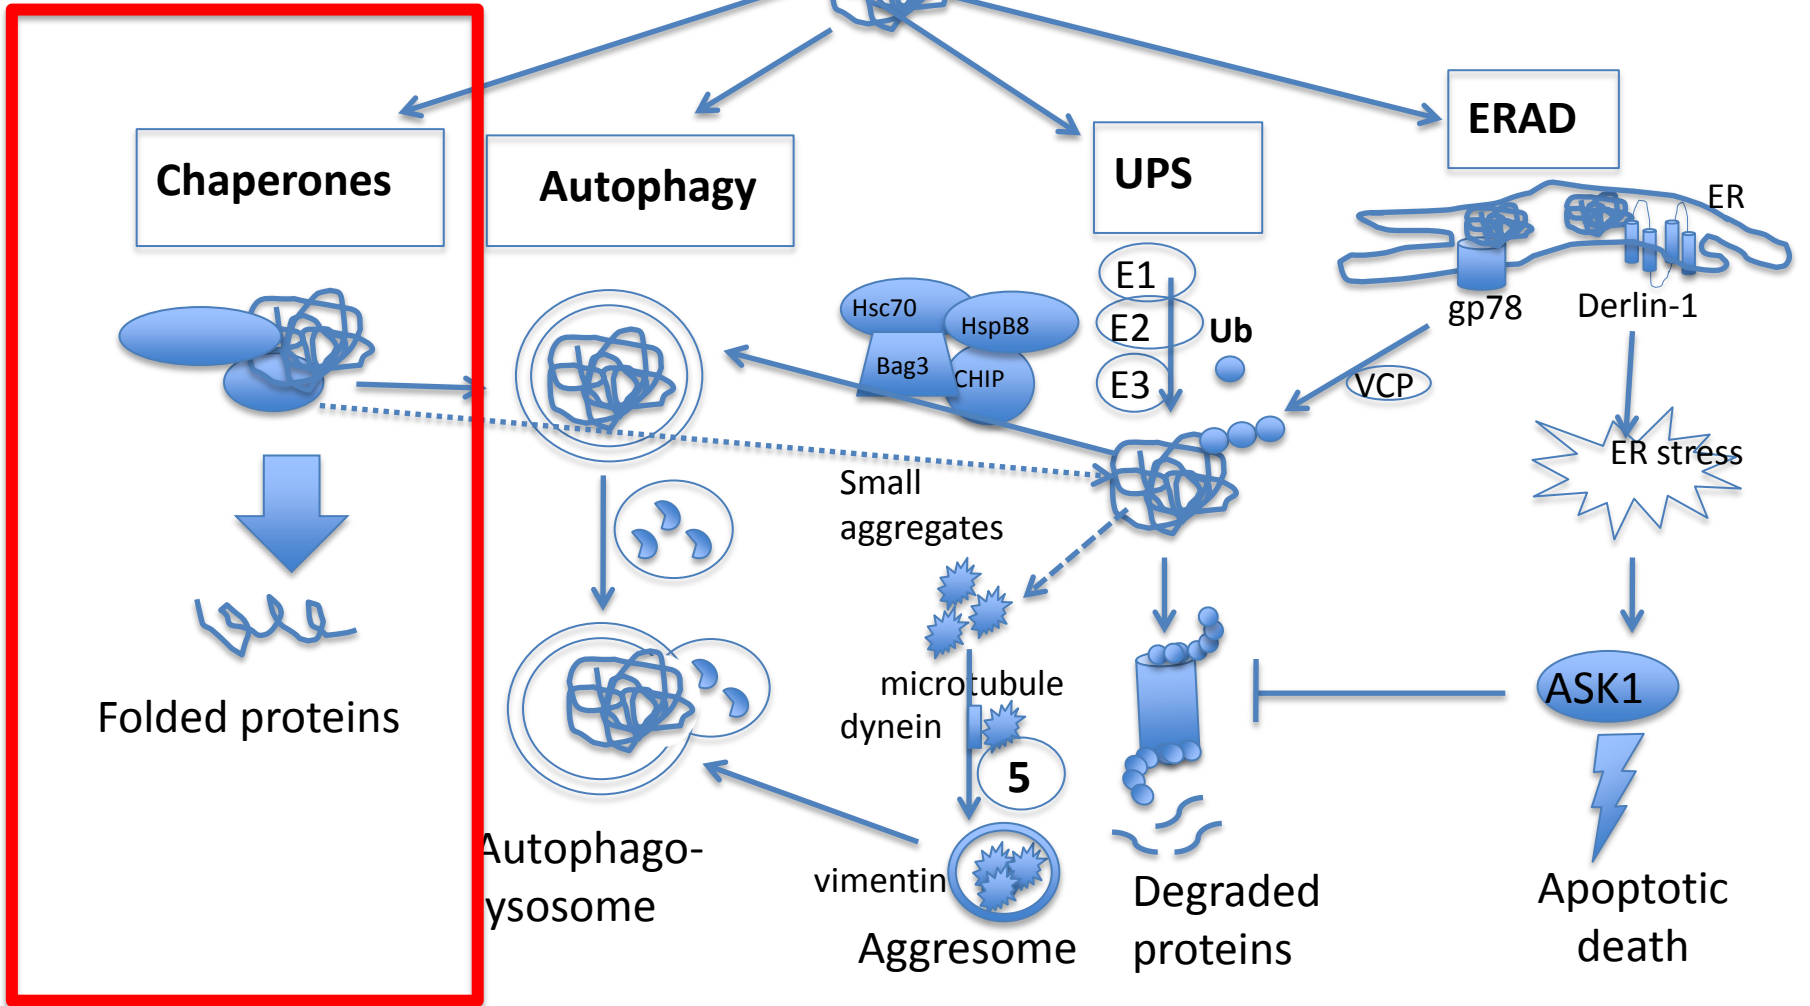 Chaperones
Autophagy
UPS
ERAD
ER
E1
E2
E3
Ub
Hsc70
HspB8
Bag3
CHIP
gp78
Derlin-1
VCP
ER stress
Small
aggregates
microtubule
dynein
5
ASK1
Folded proteins
Autophago-
ysosome
vimentin
Aggresome
Degraded
proteins
Apoptotic
death